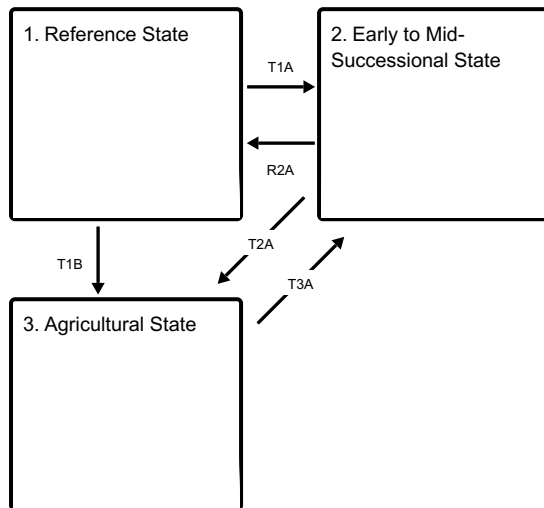 1. Reference State
2. Early to Mid-
Successional State
T1A
R2A
T2A
T1B
T3A
3. Agricultural State